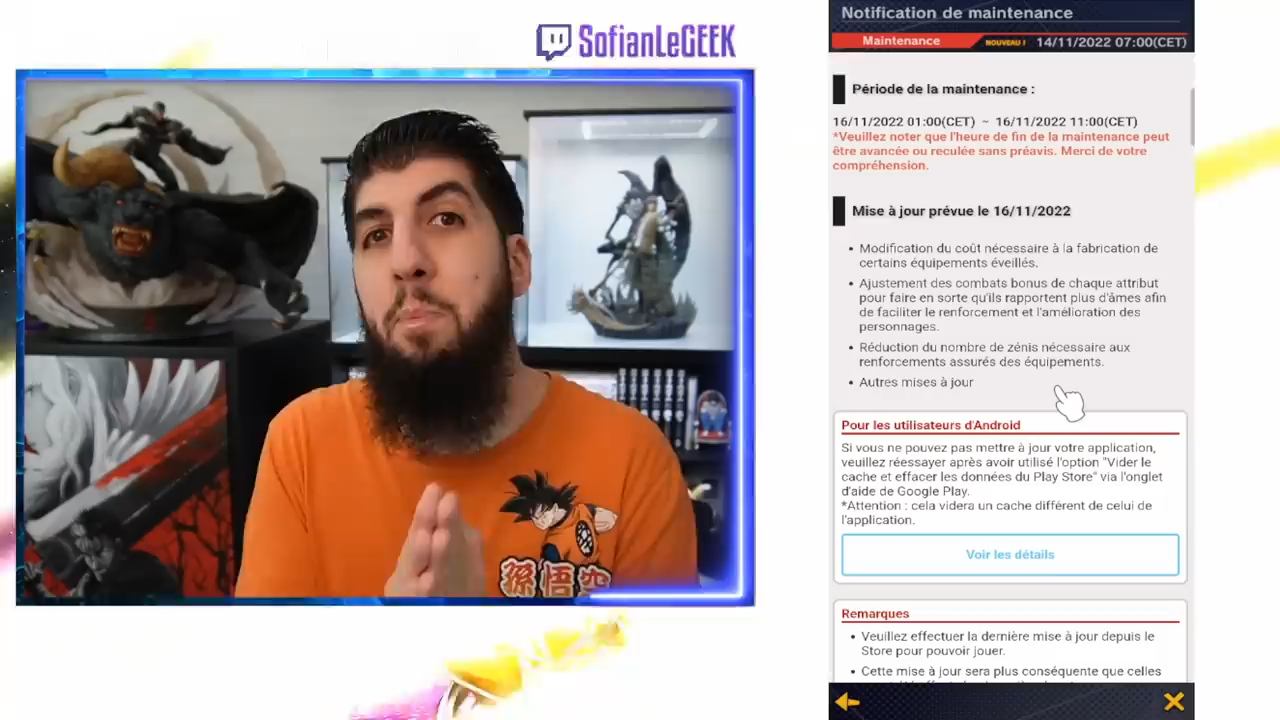 SofianLeGEEK
孫悟空
Notification de maintenance
Maintenance
NOUVEAU !
14/11/2022 07:00(CET)
Période de la maintenance :
16/11/2022 01:00(CET) ~ 16/11/2022 11:00(CET)
*Veuillez noter que l'heure de fin de la maintenance peut
être avancée ou reculée sans préavis. Merci de votre
compréhension.
Mise à jour prévue le 16/11/2022
• Modification du coût nécessaire à la fabrication de
certains équipements éveillés.
• Ajustement des combats bonus de chaque attribut
pour faire en sorte qu'ils rapportent plus d'âmes afin
de faciliter le renforcement et l'amélioration des
personnages.
• Réduction du nombre de zénis nécessaire aux
renforcements assurés des équipements.
• Autres mises à jour
Pour les utilisateurs d'Android
Si vous ne pouvez pas mettre à jour votre application,
veuillez réessayer après avoir utilisé l'option "Vider le
cache et effacer les données du Play Store" via l'onglet
d'aide de Google Play.
*Attention : cela videra un cache différent de celui de
l'application.
Voir les détails
Remarques
• Veuillez effectuer la dernière mise à jour depuis le
Store pour pouvoir jouer.
• Cette mise à jour sera plus conséquente que celles